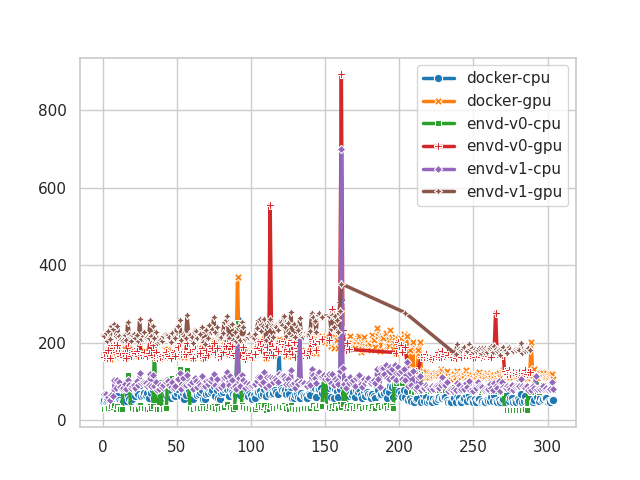 docker-cpu
docker-gpu
envd-v0-cpu
envd-v0-gpu
envd-v1-cpu
envd-v1-gpu
800
600
400
200
0
0 50 100 150 200 250 300